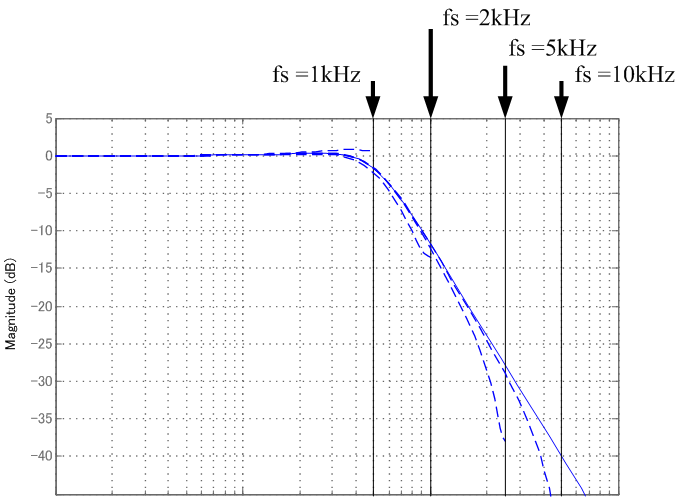 fs =2kHz
fs =5kHz
fs =1kHz
fs =10kHz
5
0
−5
−10
−15
−20
−25
−30
−35
−40
Magnitude (dB)